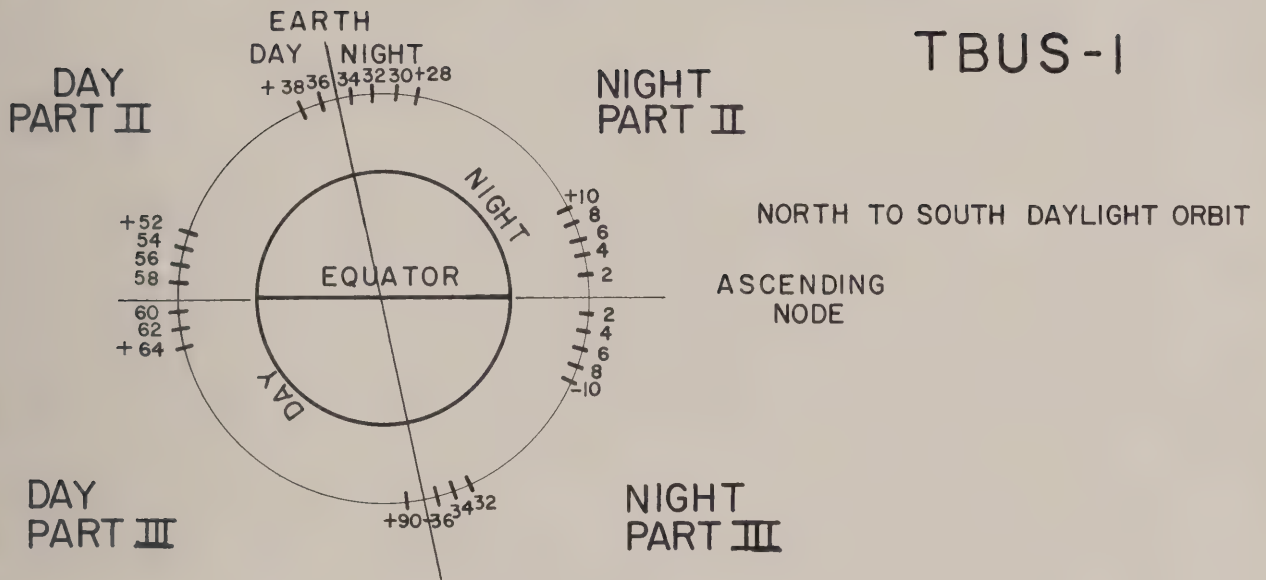 TBUS-I
EARTH
DAY NIGHT
+38 36 34 32 30 +28
DAY
PART II
NIGHT
PART II
NIGHT
+10
8
6
4
2
NORTH TO SOUTH DAYLIGHT ORBIT
+52
54
56
58
EQUATOR
ASCENDING
NODE
60
62
+64
2
4
6
8
-10
DAY
DAY
PART III
+90-36 34 32
NIGHT
PART III